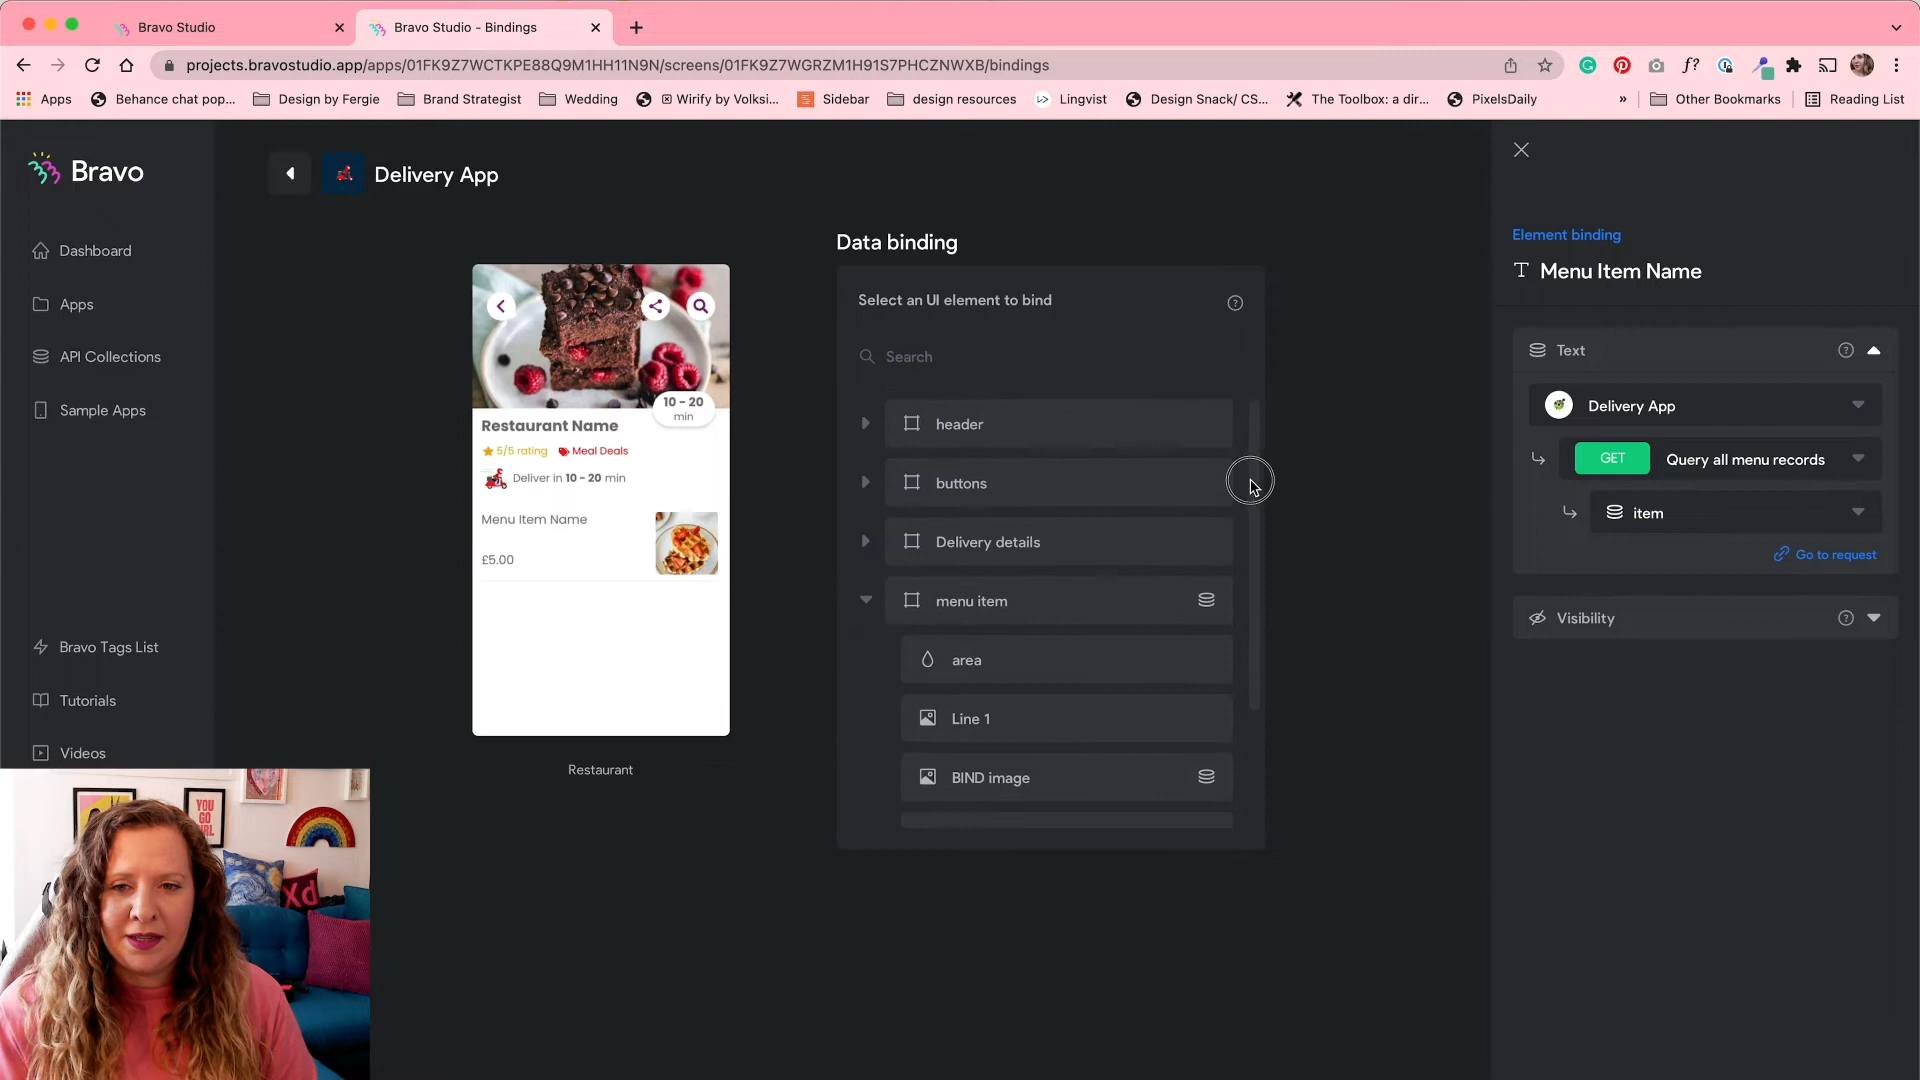 Bravo Studio
Bravo Studio - Bindings
projects.bravostudio.app/apps/01FK9Z7WCTKPE88Q9M1HH11N9N/screens/01FK9Z7WGRZM1H91S7PHCZNWXB/bindings
Apps
Behance chat pop...
Design by Fergie
Brand Strategist
Wedding
Wirify by Volksi...
Sidebar
design resources
Lingvist
Design Snack/ CS...
The Toolbox: a dir...
PixelsDaily
»
Other Bookmarks
Reading List
Bravo
Dashboard
Apps
API Collections
Sample Apps
Bravo Tags List
Tutorials
Videos
Delivery App
10 - 20
min
Restaurant Name
5/5 rating Meal Deals
Deliver in 10 - 20 min
Menu Item Name
£5.00
Restaurant
Data binding
Select an UI element to bind
Search
header
buttons
Delivery details
menu item
area
Line 1
BIND image
Element binding
Menu Item Name
Text
Delivery App
GET Query all menu records
item
Go to request
Visibility
YOU
GO
GIRL
Xd